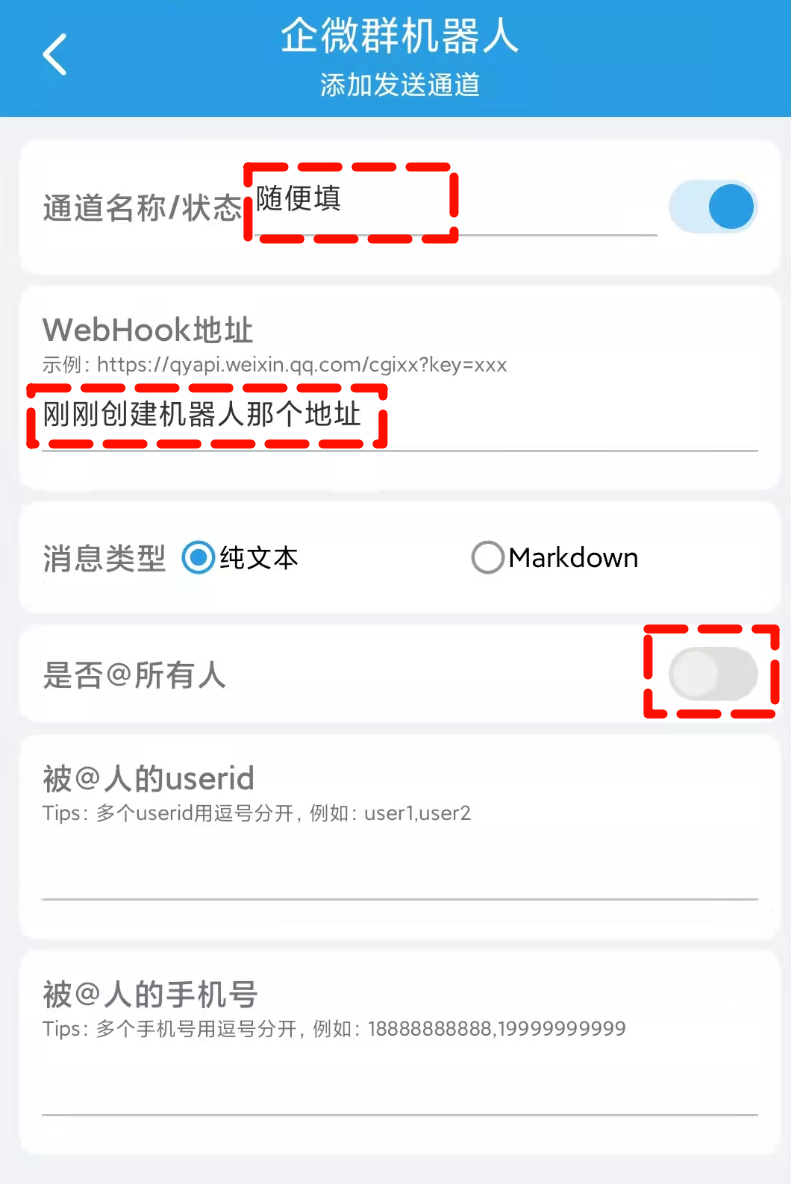 企微群机器人
添加发送通道
通道名称/状态 随便填
WebHook地址
示例: https://qyapi.weixin.qq.com/cgixx?key=xxx
刚刚创建机器人那个地址
消息类型 纯文本 Markdown
是否@所有人
被@人的userid
Tips: 多个userid用逗号分开, 例如: user1,user2
被@人的手机号
Tips: 多个手机号用逗号分开, 例如: 18888888888,19999999999